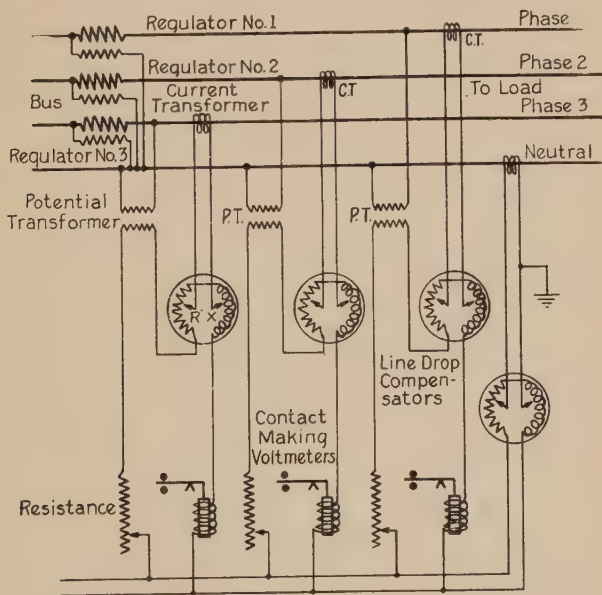 Regulator No.1
Phase
C.T.
Regulator No.2
Phase 2
Bus
Current
Transformer
C.T
To Load
Phase 3
Regulator No.3
Neutral
Potential
Transformer
P.T.
P.T.
R X
Line Drop
Compen-
sators
Contact
Making
Voltmeters
Resistance